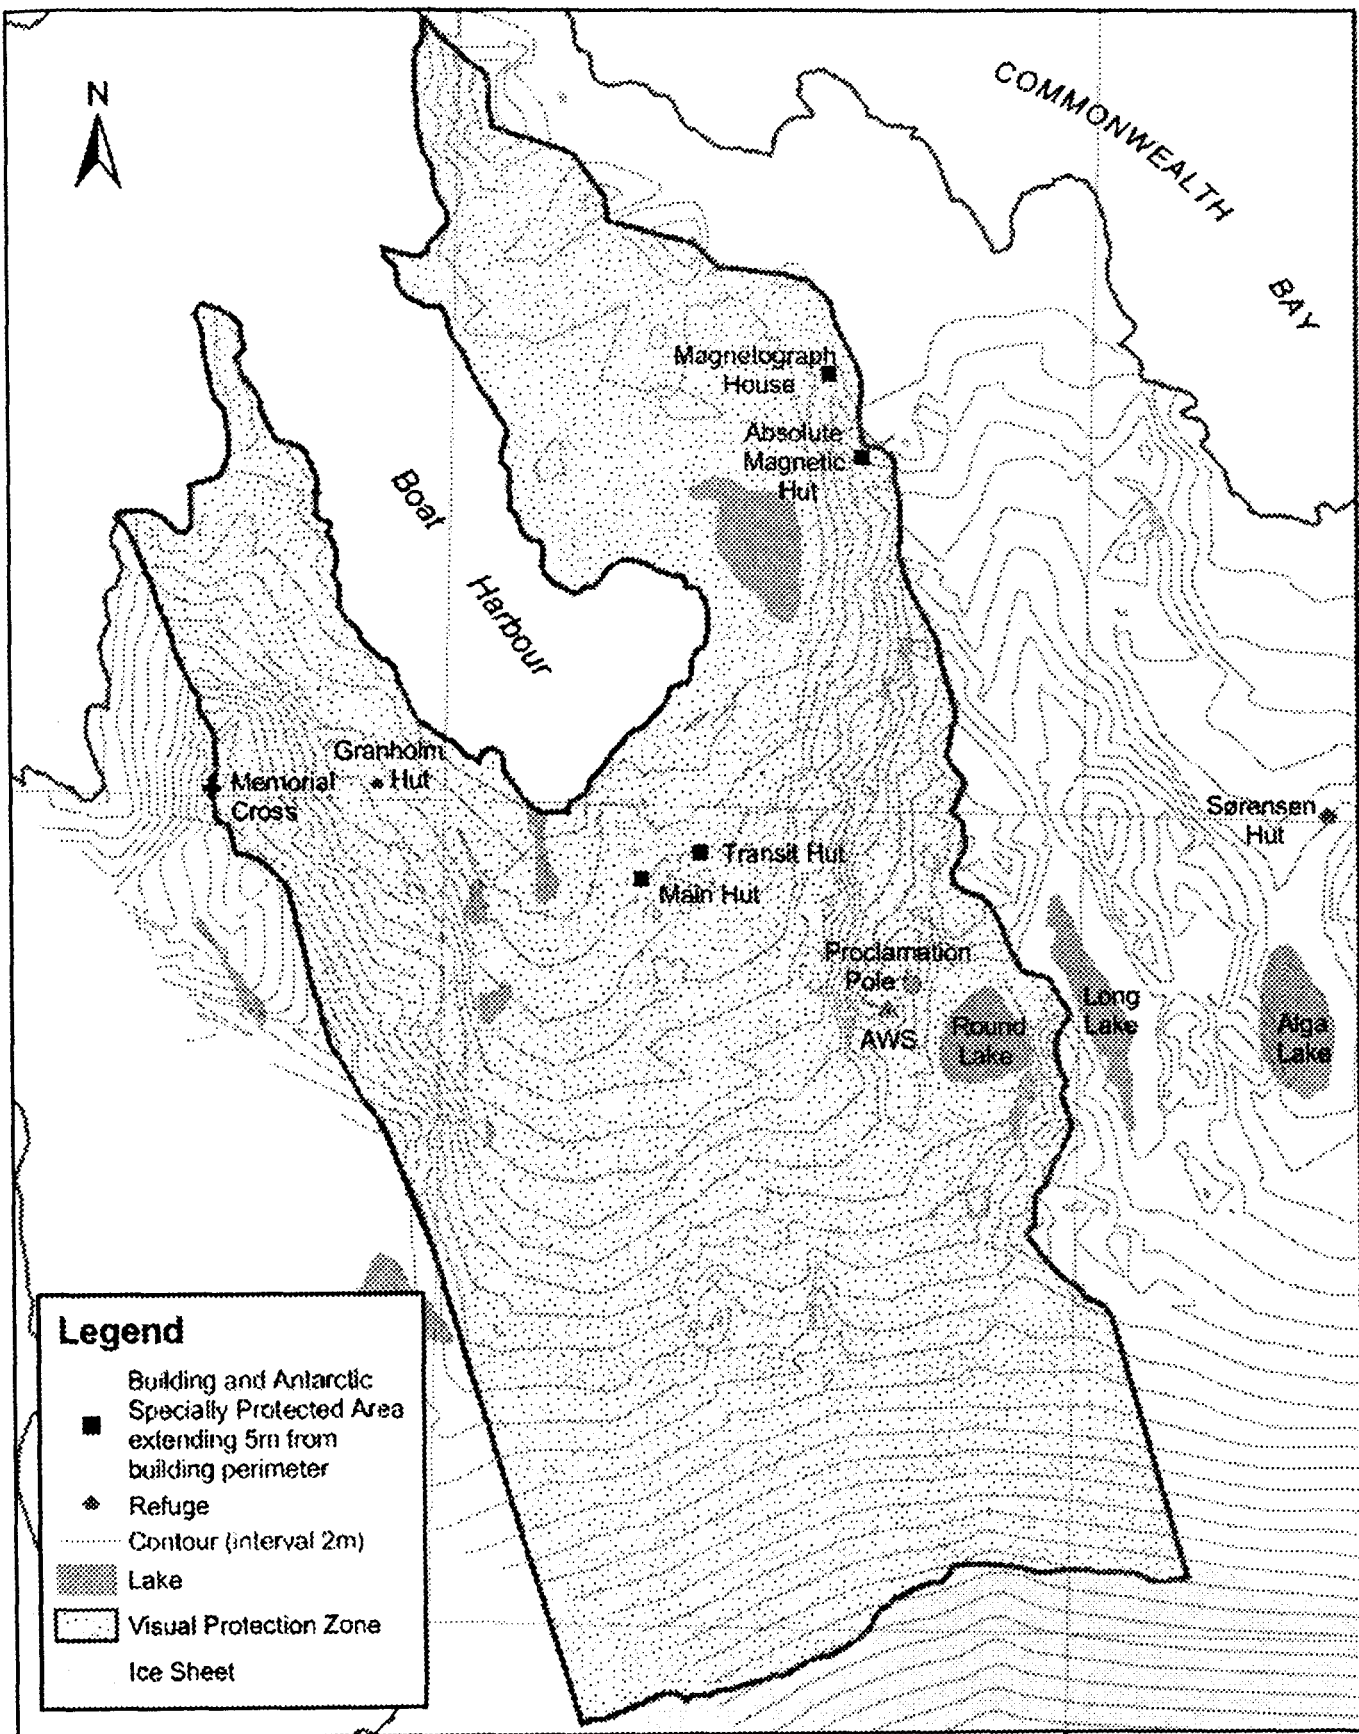 N
COMMONWEALTH
BAY
Magnetograph
House
Absolute
Magnetic
Hut
Boat
Harbour
Granholm
Hut
Memorial
Cross
Sørensen
Hut
Transit Hut
Main Hut
Proclamation
Pole
AWS
Round
Lake
Long
Lake
Alga
Lake
Legend
Building and Antarctic
Specially Protected Area
extending 5m from
building perimeter
Refuge
Contour (interval 2m)
Lake
Visual Protection Zone
Ice Sheet